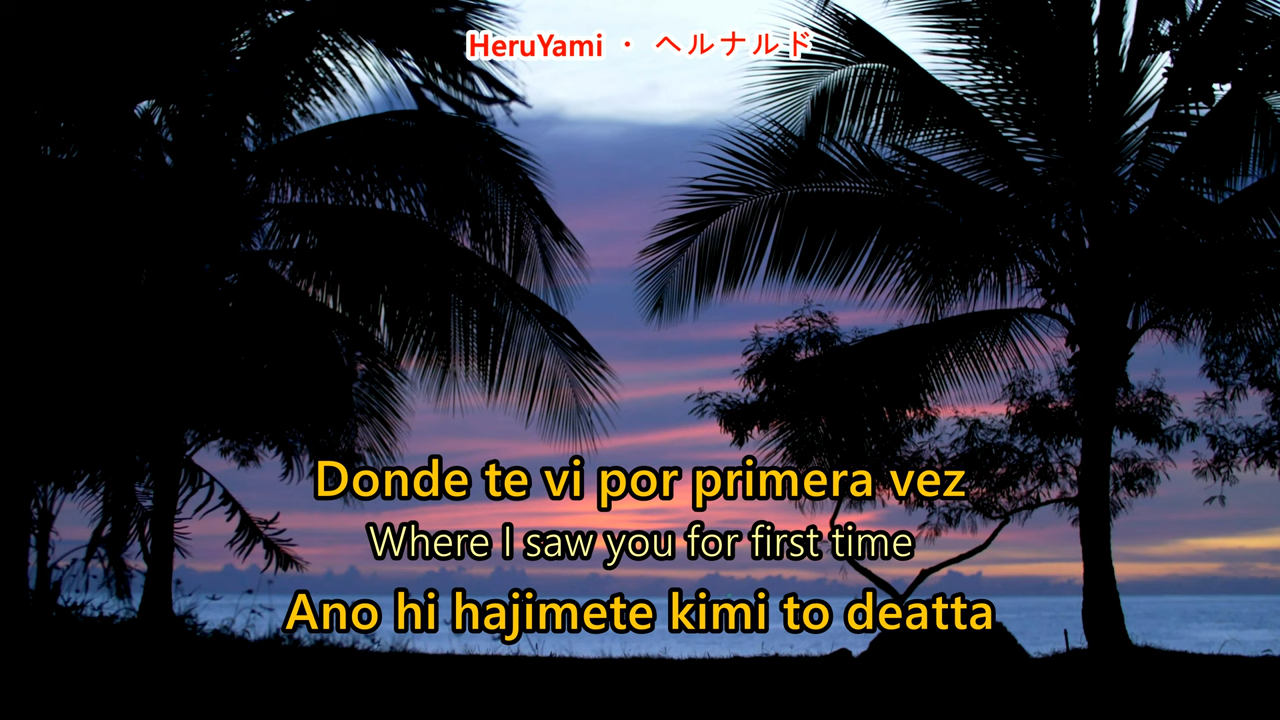 HeruYami ・ ヘルナルド
Donde te vi por primera vez
Where I saw you for first time
Ano hi hajimete kimi to deatta